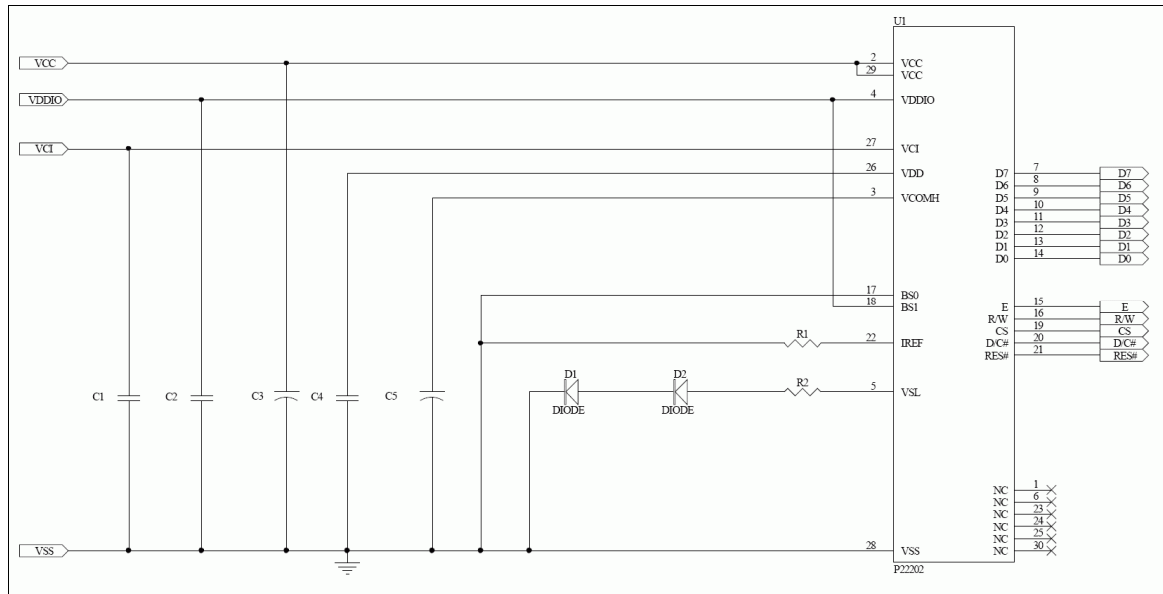 U1
VCC 2 VCC
29 VCC
VDDIO 4 VDDIO
VCI 27 VCI
26 VDD
3 VCOMH
D7 7 D7
D6 8 D6
D5 9 D5
D4 10 D4
D3 11 D3
D2 12 D2
D1 13 D1
D0 14 D0
17 BS0
18 BS1
E 15 E
R/W 16 R/W
CS 19 CS
D/C# 20 D/C#
RES# 21 RES#
R1 22 IREF
D1 D2 R2 5 VSL
DIODE DIODE
C1 C2 C3 C4 C5
NC 1
NC 6
NC 23
NC 24
NC 25
NC 30
VSS 28 VSS
P22202